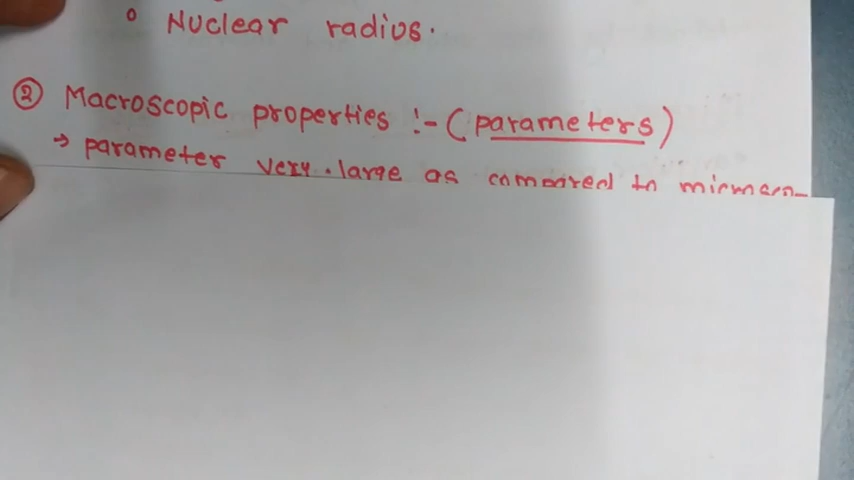 ° Nuclear radius.
② Macroscopic properties :- (parameters)
→ parameter very . large as compared to